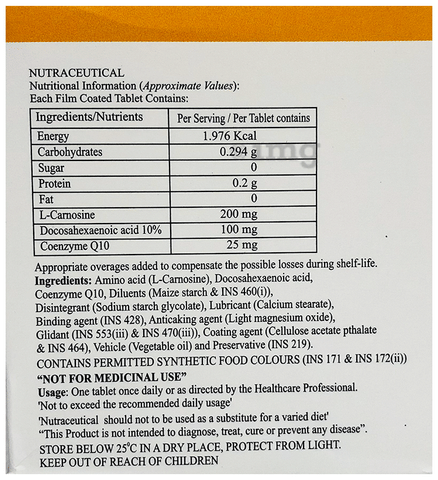 NUTRACEUTICAL
Nutritional Information (Approximate Values):
Each Film Coated Tablet Contains:
Ingredients/Nutrients Per Serving / Per Tablet contains
Energy 1.976 Kcal
Carbohydrates 0.294 g
Sugar 0
Protein 0.2 g
Fat 0
L-Carnosine 200 mg
Docosahexaenoic acid 10% 100 mg
Coenzyme Q10 25 mg
1mg
Appropriate overages added to compensate the possible losses during shelf-life.
Ingredients: Amino acid (L-Carnosine), Docosahexaenoic acid,
Coenzyme Q10, Diluents (Maize starch & INS 460(i)),
Disintegrant (Sodium starch glycolate), Lubricant (Calcium stearate),
Binding agent (INS 428), Anticaking agent (Light magnesium oxide),
Glidant (INS 553(iii) & INS 470(iii)), Coating agent (Cellulose acetate pthalate
& INS 464), Vehicle (Vegetable oil) and Preservative (INS 219).
CONTAINS PERMITTED SYNTHETIC FOOD COLOURS (INS 171 & INS 172(ii))
"NOT FOR MEDICINAL USE"
Usage: One tablet once daily or as directed by the Healthcare Professional.
'Not to exceed the recommended daily usage'
'Nutraceutical should not to be used as a substitute for a varied diet'
"This Product is not intended to diagnose, treat, cure or prevent any disease".
STORE BELOW 25°C IN A DRY PLACE, PROTECT FROM LIGHT.
KEEP OUT OF REACH OF CHILDREN